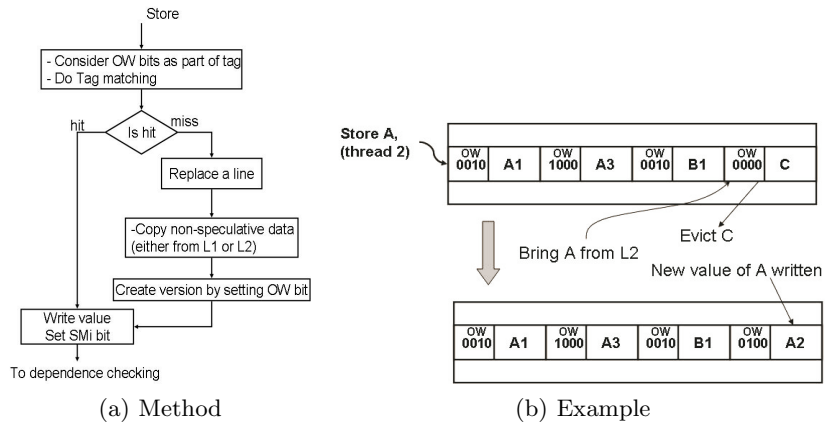 Store
- Consider OW bits as part of tag
- Do Tag matching
hit
Is hit
miss
Replace a line
-Copy non-speculative data
(either from L1 or L2)
Create version by setting OW bit
Write value
Set SMi bit
To dependence checking
(a) Method
Store A,
(thread 2)
OW 0010 A1 OW 1000 A3 OW 0010 B1 OW 0000 C
Bring A from L2
Evict C
New value of A written
OW 0010 A1 OW 1000 A3 OW 0010 B1 OW 0100 A2
(b) Example